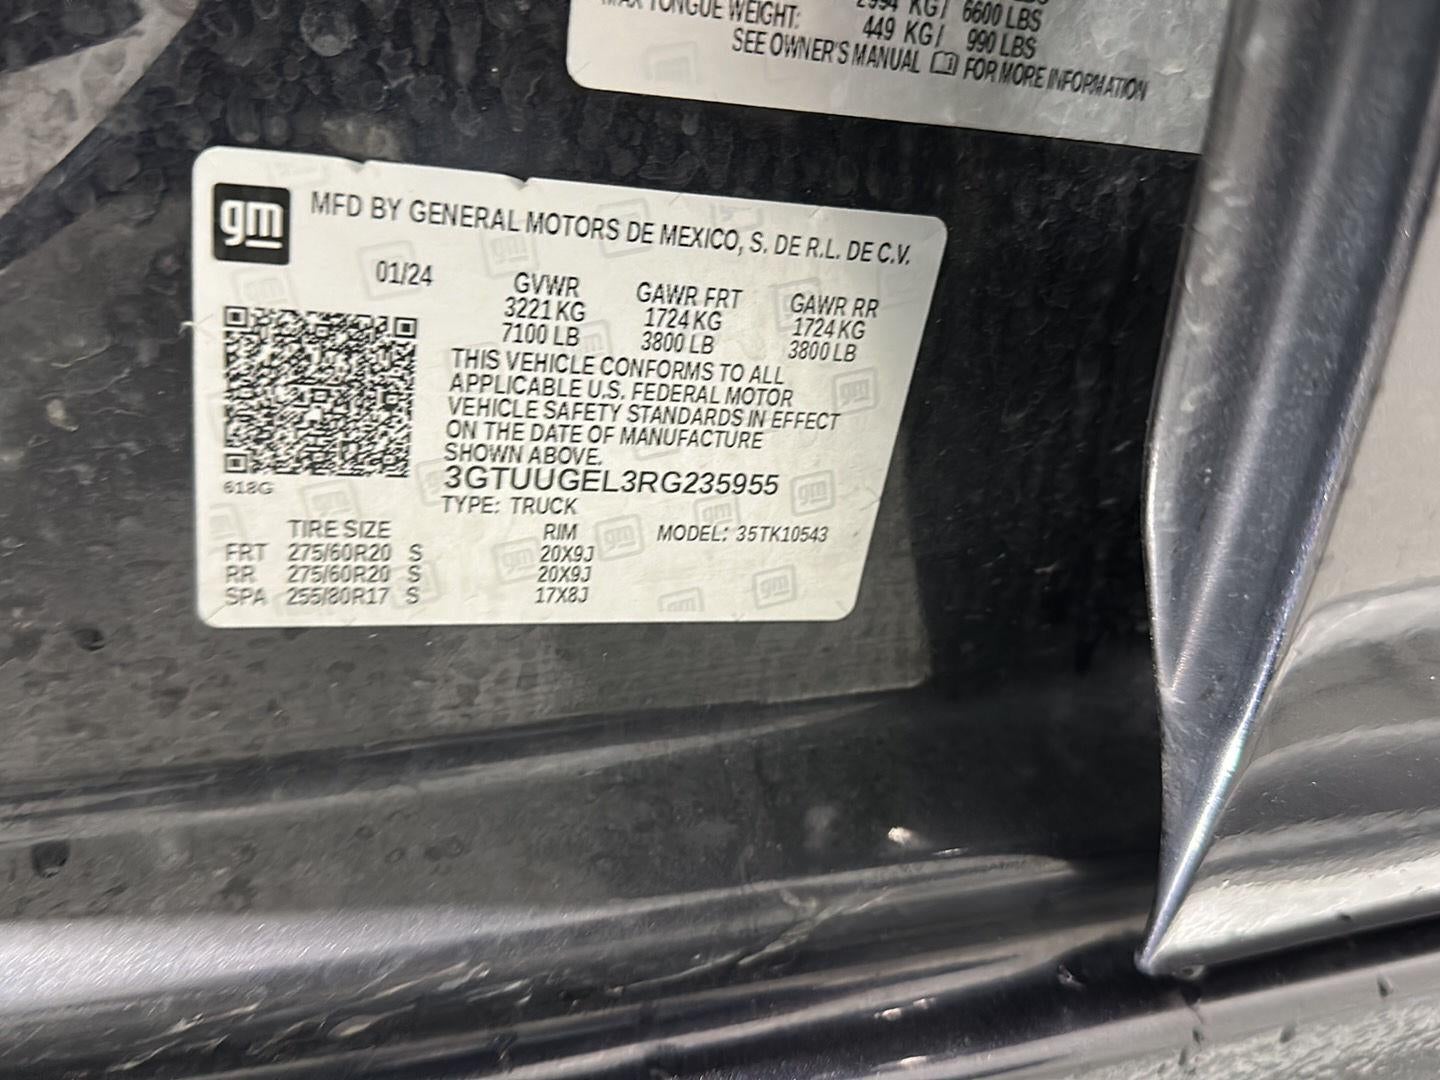 2994 KG/ 6600 LBS
MAX TONGUE WEIGHT: 449 KG/ 990 LBS
SEE OWNER'S MANUAL FOR MORE INFORMATION
gm
MFD BY GENERAL MOTORS DE MEXICO, S. DE R.L. DE C.V.
01/24 GVWR GAWR FRT GAWR RR
3221 KG 1724 KG 1724 KG
7100 LB 3800 LB 3800 LB
THIS VEHICLE CONFORMS TO ALL
APPLICABLE U.S. FEDERAL MOTOR
VEHICLE SAFETY STANDARDS IN EFFECT
ON THE DATE OF MANUFACTURE
SHOWN ABOVE.
3GTUUGEL3RG235955
618G
TYPE: TRUCK
TIRE SIZE RIM MODEL: 35TK10543
FRT 275/60R20 S 20X9J
RR 275/60R20 S 20X9J
SPA 255/80R17 S 17X8J